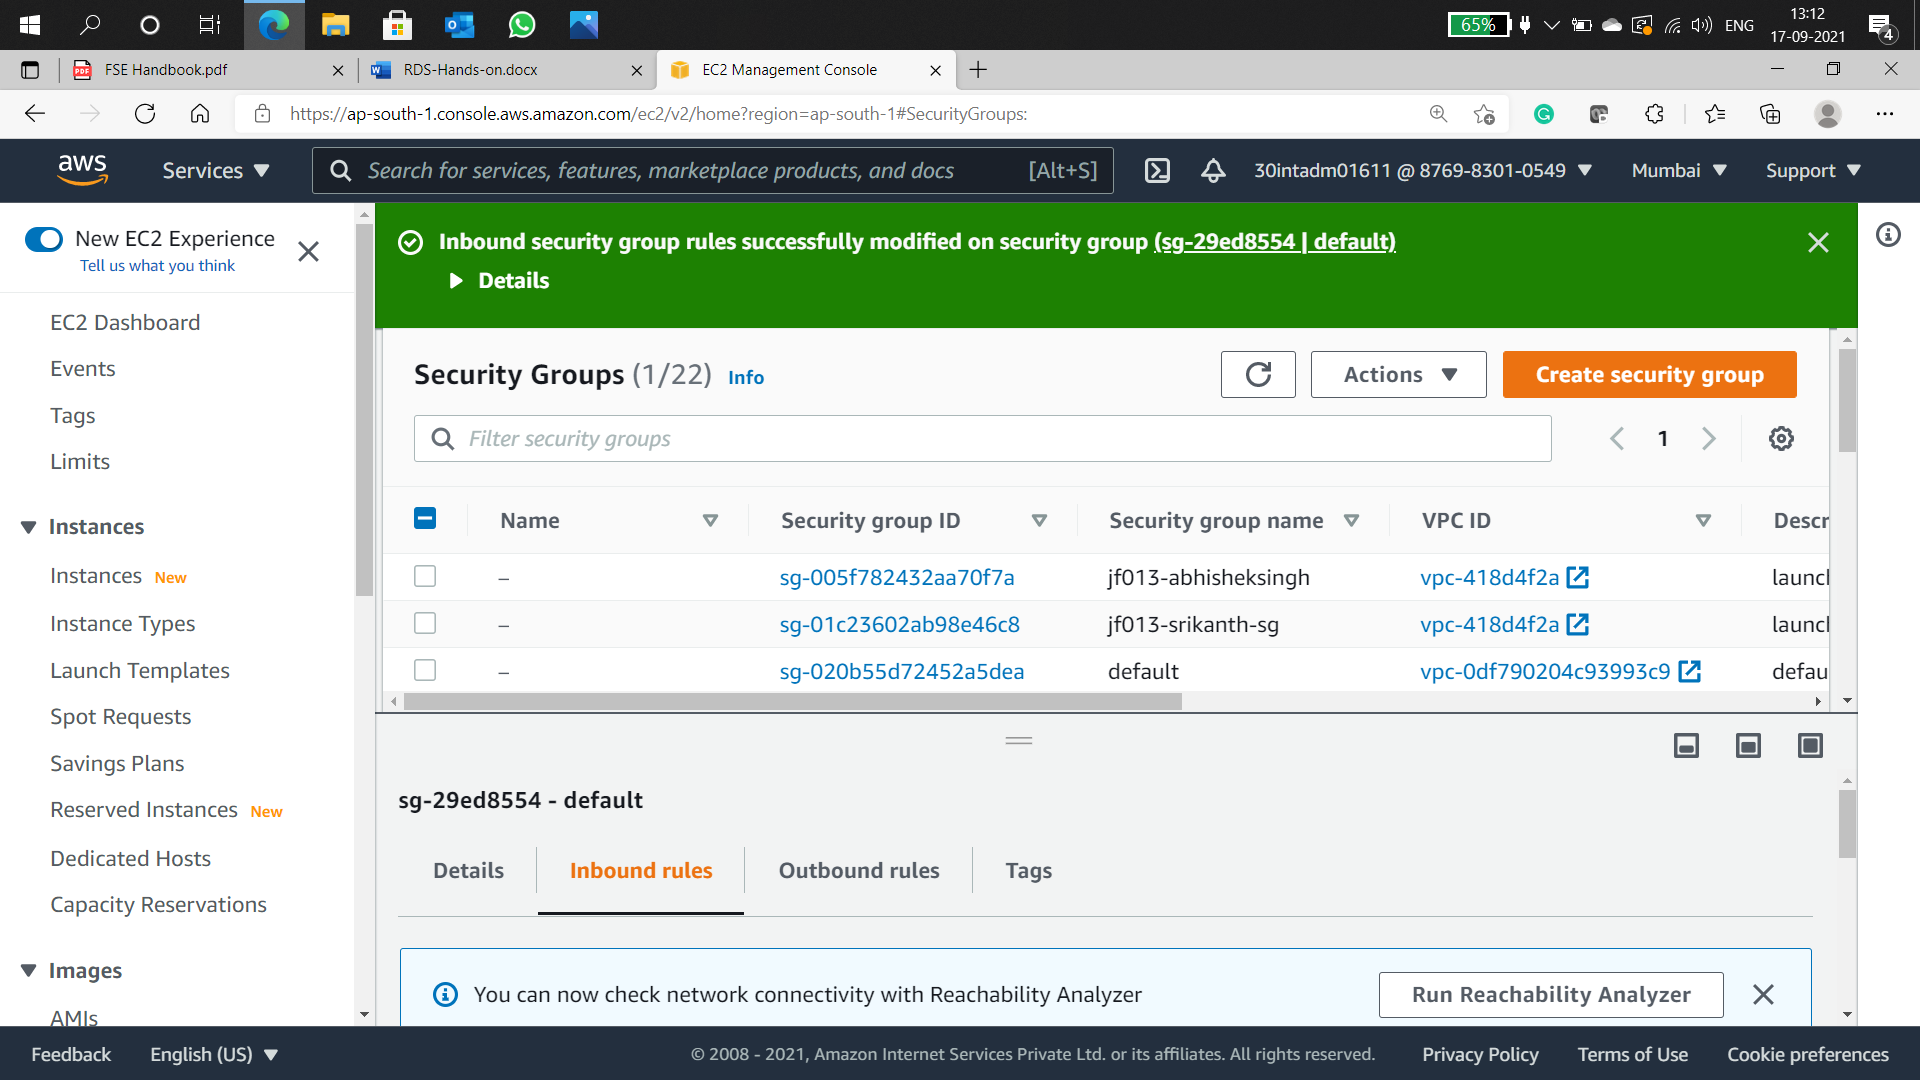 65%
ENG
13:12
17-09-2021
4
FSE Handbook.pdf
RDS-Hands-on.docx
EC2 Management Console
https://ap-south-1.console.aws.amazon.com/ec2/v2/home?region=ap-south-1#SecurityGroups:
aws
Services
Search for services, features, marketplace products, and docs
[Alt+S]
30intadm01611 @ 8769-8301-0549
Mumbai
Support
New EC2 Experience
Tell us what you think
EC2 Dashboard
Events
Tags
Limits
Instances
Instances New
Instance Types
Launch Templates
Spot Requests
Savings Plans
Reserved Instances New
Dedicated Hosts
Capacity Reservations
Images
AMIs
Inbound security group rules successfully modified on security group (sg-29ed8554 | default)
Details
Security Groups (1/22) Info
Actions
Create security group
Filter security groups
1
Name Security group ID Security group name VPC ID Descr
– sg-005f782432aa70f7a jf013-abhisheksingh vpc-418d4f2a launch
– sg-01c23602ab98e46c8 jf013-srikanth-sg vpc-418d4f2a launch
– sg-020b55d72452a5dea default vpc-0df790204c93993c9 defau
sg-29ed8554 - default
Details
Inbound rules
Outbound rules
Tags
You can now check network connectivity with Reachability Analyzer
Run Reachability Analyzer
Feedback
English (US)
© 2008 - 2021, Amazon Internet Services Private Ltd. or its affiliates. All rights reserved.
Privacy Policy
Terms of Use
Cookie preferences